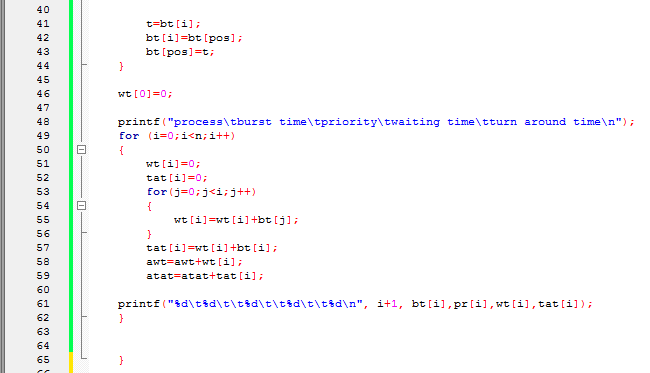 40
41 t=bt[i];
42 bt[i]=bt[pos];
43 bt[pos]=t;
44 }
45
46 wt[0]=0;
47
48 printf("process\tburst time\tpriority\twaiting time\tturn around time\n");
49 for (i=0;i<n;i++)
50 {
51 wt[i]=0;
52 tat[i]=0;
53 for(j=0;j<i;j++)
54 {
55 wt[i]=wt[i]+bt[j];
56 }
57 tat[i]=wt[i]+bt[i];
58 awt=awt+wt[i];
59 atat=atat+tat[i];
60
61 printf("%d\t%d\t\t%d\t\t%d\t\t%d\n", i+1, bt[i],pr[i],wt[i],tat[i]);
62 }
63
64
65 }